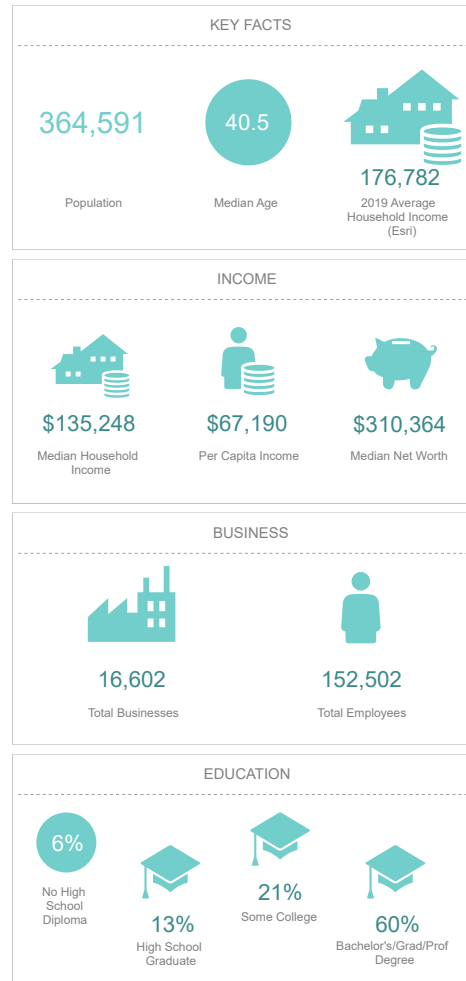 KEY FACTS
364,591
Population
40.5
Median Age
176,782
2019 Average
Household Income
(Esri)
INCOME
$135,248
Median Household
Income
$67,190
Per Capita Income
$310,364
Median Net Worth
BUSINESS
16,602
Total Businesses
152,502
Total Employees
EDUCATION
6%
No High
School
Diploma
13%
High School
Graduate
21%
Some College
60%
Bachelor's/Grad/Prof
Degree